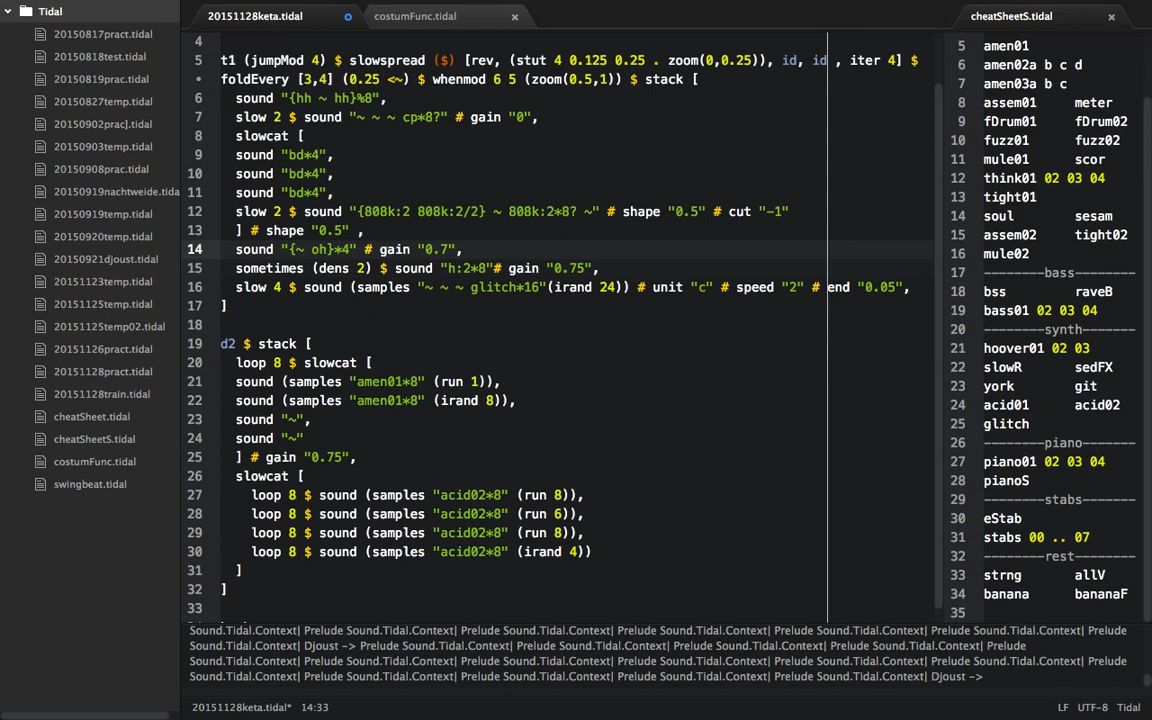 Tidal
20150817pract.tidal
20150818test.tidal
20150819prac.tidal
20150827temp.tidal
20150902prac].tidal
20150903temp.tidal
20150908prac.tidal
20150919nachtweide.tida
20150919temp.tidal
20150920temp.tidal
20150921djoust.tidal
20151123temp.tidal
20151125temp.tidal
20151125temp02.tidal
20151126pract.tidal
20151128pract.tidal
20151128train.tidal
cheatSheet.tidal
cheatSheetS.tidal
costumFunc.tidal
swingbeat.tidal
20151128keta.tidal
costumFunc.tidal ×
4
5 t1 (jumpMod 4) $ slowspread ($) [rev, (stut 4 0.125 0.25 . zoom(0,0.25)), id, id , iter 4] $
• foldEvery [3,4] (0.25 <~) $ whenmod 6 5 (zoom(0.5,1)) $ stack [
6 sound "{hh ~ hh}%8",
7 slow 2 $ sound "~ ~ ~ cp*8?" # gain "0",
8 slowcat [
9 sound "bd*4",
10 sound "bd*4",
11 sound "bd*4",
12 slow 2 $ sound "{808k:2 808k:2/2} ~ 808k:2*8? ~" # shape "0.5" # cut "-1"
13 ] # shape "0.5" ,
14 sound "{~ oh}*4" # gain "0.7",
15 sometimes (dens 2) $ sound "h:2*8"# gain "0.75",
16 slow 4 $ sound (samples "~ ~ ~ glitch*16"(irand 24)) # unit "c" # speed "2" # end "0.05",
17 ]
18
19 d2 $ stack [
20 loop 8 $ slowcat [
21 sound (samples "amen01*8" (run 1)),
22 sound (samples "amen01*8" (irand 8)),
23 sound "~",
24 sound "~"
25 ] # gain "0.75",
26 slowcat [
27 loop 8 $ sound (samples "acid02*8" (run 8)),
28 loop 8 $ sound (samples "acid02*8" (run 6)),
29 loop 8 $ sound (samples "acid02*8" (run 8)),
30 loop 8 $ sound (samples "acid02*8" (irand 4))
31 ]
32 ]
33
cheatSheetS.tidal ×
5 amen01
6 amen02a b c d
7 amen03a b c
8 assem01 meter
9 fDrum01 fDrum02
10 fuzz01 fuzz02
11 mule01 scor
12 think01 02 03 04
13 tight01
14 soul sesam
15 assem02 tight02
16 mule02
17 --------bass--------
18 bss raveB
19 bass01 02 03 04
20 --------synth-------
21 hoover01 02 03
22 slowR sedFX
23 york git
24 acid01 acid02
25 glitch
26 --------piano-------
27 piano01 02 03 04
28 pianoS
29 --------stabs-------
30 eStab
31 stabs 00 .. 07
32 --------rest--------
33 strng allV
34 banana bananaF
35
Sound.Tidal.Context| Prelude Sound.Tidal.Context| Prelude Sound.Tidal.Context| Prelude Sound.Tidal.Context| Prelude Sound.Tidal.Context| Prelude Sound.Tidal.Context| Prelude
Sound.Tidal.Context| Djoust -> Prelude Sound.Tidal.Context| Prelude Sound.Tidal.Context| Prelude Sound.Tidal.Context| Prelude Sound.Tidal.Context| Prelude
Sound.Tidal.Context| Prelude Sound.Tidal.Context| Prelude Sound.Tidal.Context| Prelude Sound.Tidal.Context| Prelude Sound.Tidal.Context| Prelude Sound.Tidal.Context| Prelude
Sound.Tidal.Context| Prelude Sound.Tidal.Context| Prelude Sound.Tidal.Context| Prelude Sound.Tidal.Context| Prelude Sound.Tidal.Context| Djoust ->
20151128keta.tidal* 14:33 LF UTF-8 Tidal